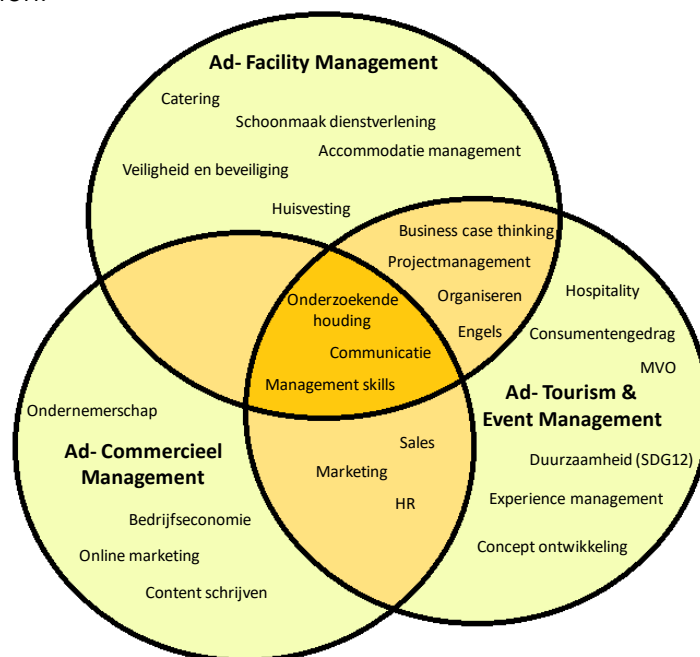 Ad- Facility Management
Catering
Schoonmaak dienstverlening
Accommodatie management
Veiligheid en beveiliging
Huisvesting
Business case thinking
Projectmanagement
Organiseren
Engels
Onderzoekende
houding
Communicatie
Management skills
Hospitality
Consumentengedrag
MVO
Ad- Tourism &
Event Management
Duurzaamheid (SDG12)
Experience management
Concept ontwikkeling
Ondernemerschap
Ad- Commercieel
Management
Bedrijfseconomie
Online marketing
Content schrijven
Sales
Marketing
HR